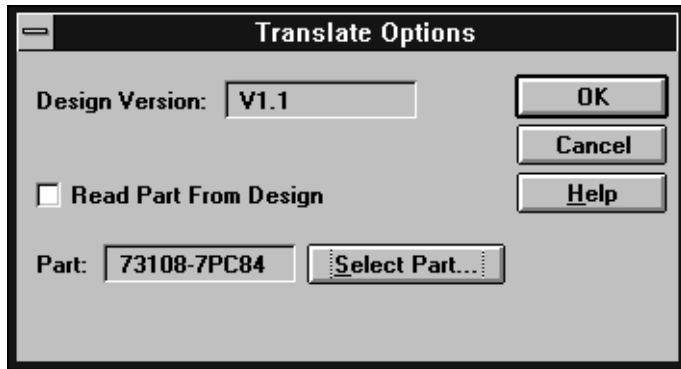 Translate Options
Design Version: V1.1
OK
Cancel
Read Part From Design
Help
Part: 73108-7PC84 Select Part...